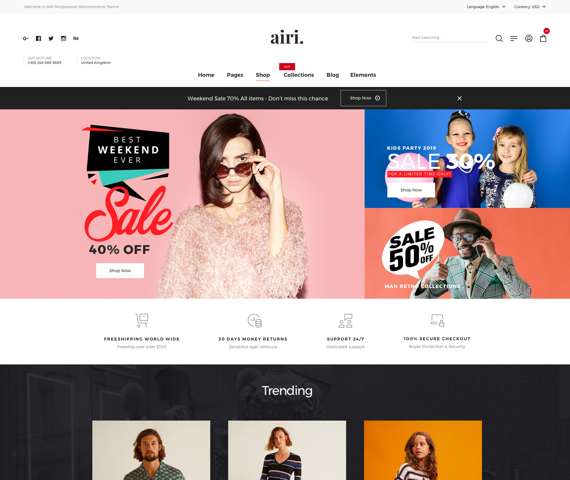 Welcome to AIRI Multipurpose Woocommerce Theme
Language: English
Currency: USD
airi.
Start Searching...
24/7 HOTLINE
(+91) 246 888 9889
LOCATION
United Kingdom
HOT
Home Pages Shop Collections Blog Elements
Weekend Sale 70% All items - Don't miss this chance
Shop Now
BEST
WEEKEND
EVER
Sale
40% OFF
Shop Now
KIDS PARTY 2019
SALE 30%
FOR A LIMITED TIME ONLY!
Shop Now
SALE
50%
OFF
MAN RETRO COLLECTIONS
FREESHIPPING WORLD WIDE
Freeship over oder $100
30 DAYS MONEY RETURNS
Curabitur eget vehicula
SUPPORT 24/7
Dedicated support
100% SECURE CHECKOUT
Buyer Protection & Security
Trending